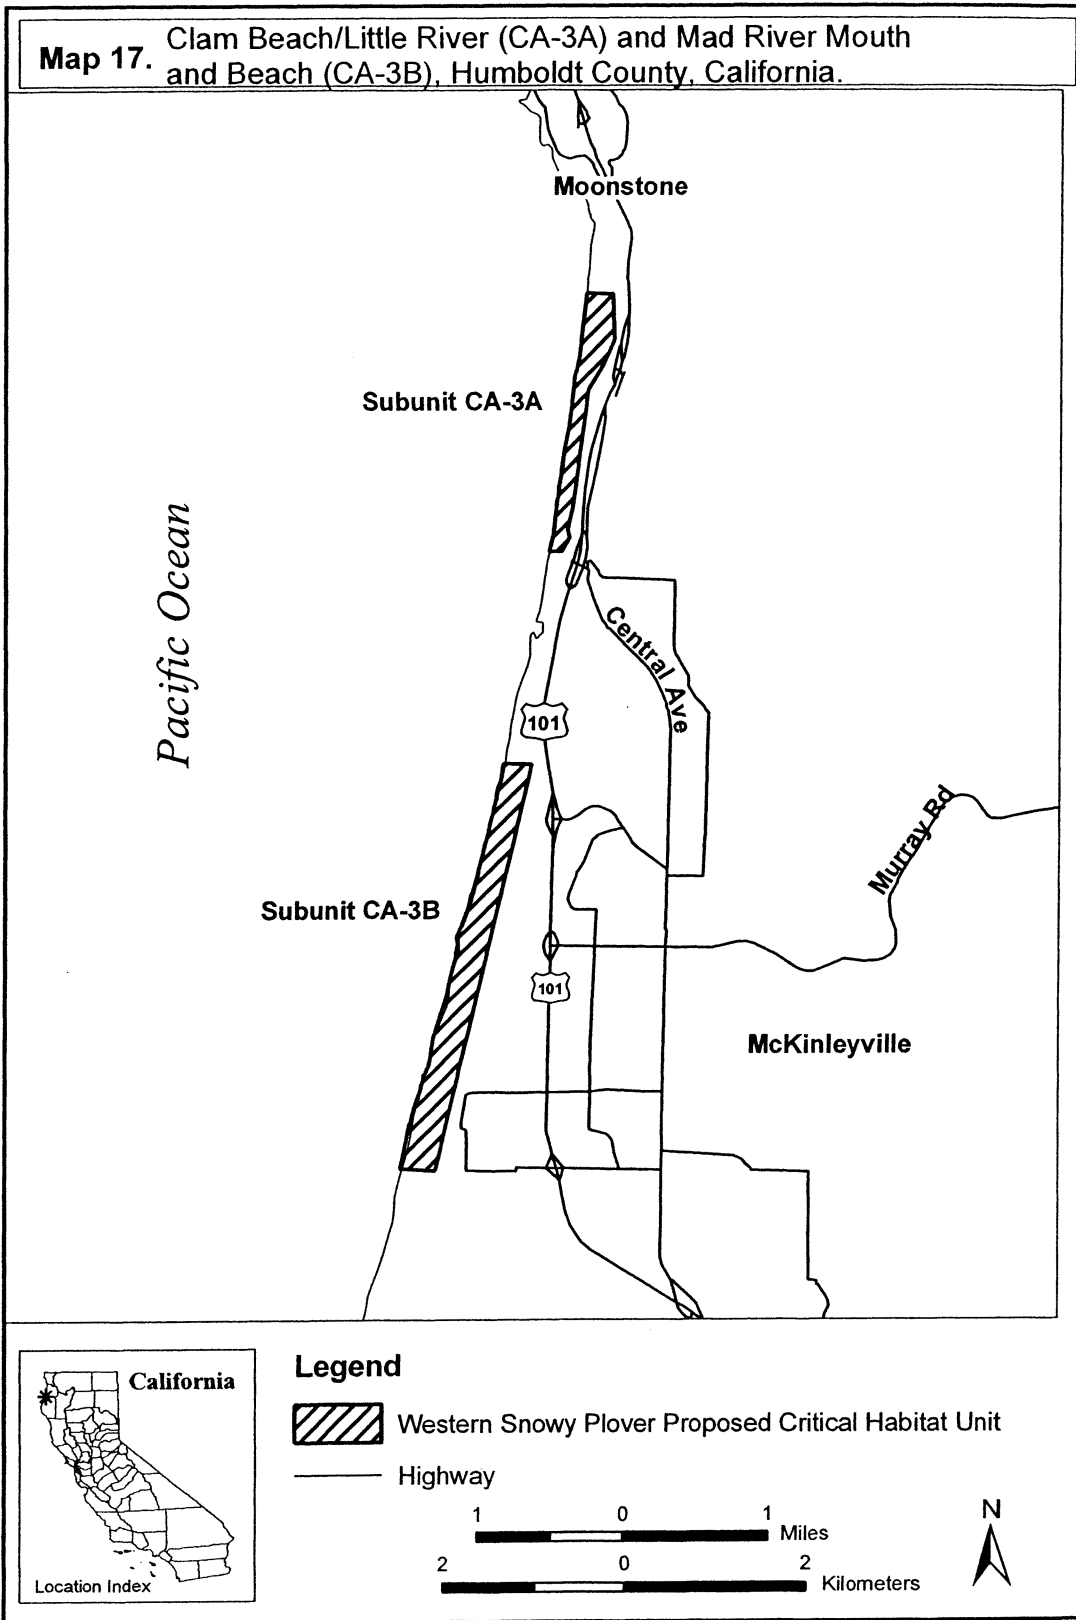 Map 17. Clam Beach/Little River (CA-3A) and Mad River Mouth
and Beach (CA-3B), Humboldt County, California.
Moonstone
Subunit CA-3A
Pacific Ocean
Central Ave
101
Murray Rd
Subunit CA-3B
101
McKinleyville
California
Location Index
Legend
Western Snowy Plover Proposed Critical Habitat Unit
Highway
1 0 1
Miles
2 0 2
Kilometers
N